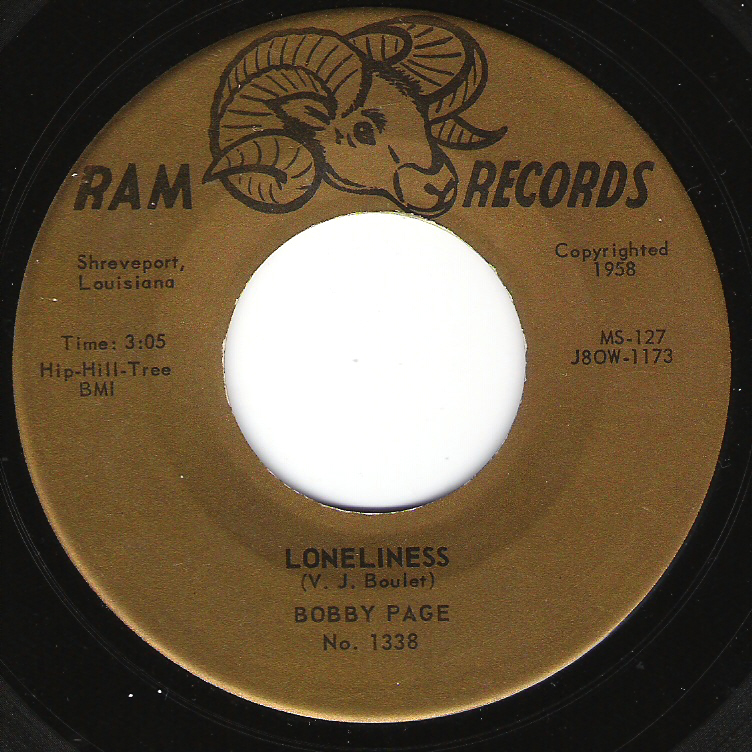 RAM RECORDS
Shreveport,
Louisiana
Copyrighted
1958
Time: 3:05
Hip-Hill-Tree
BMI
MS-127
J8OW-1173
LONELINESS
(V. J. Boulet)
BOBBY PAGE
No. 1338